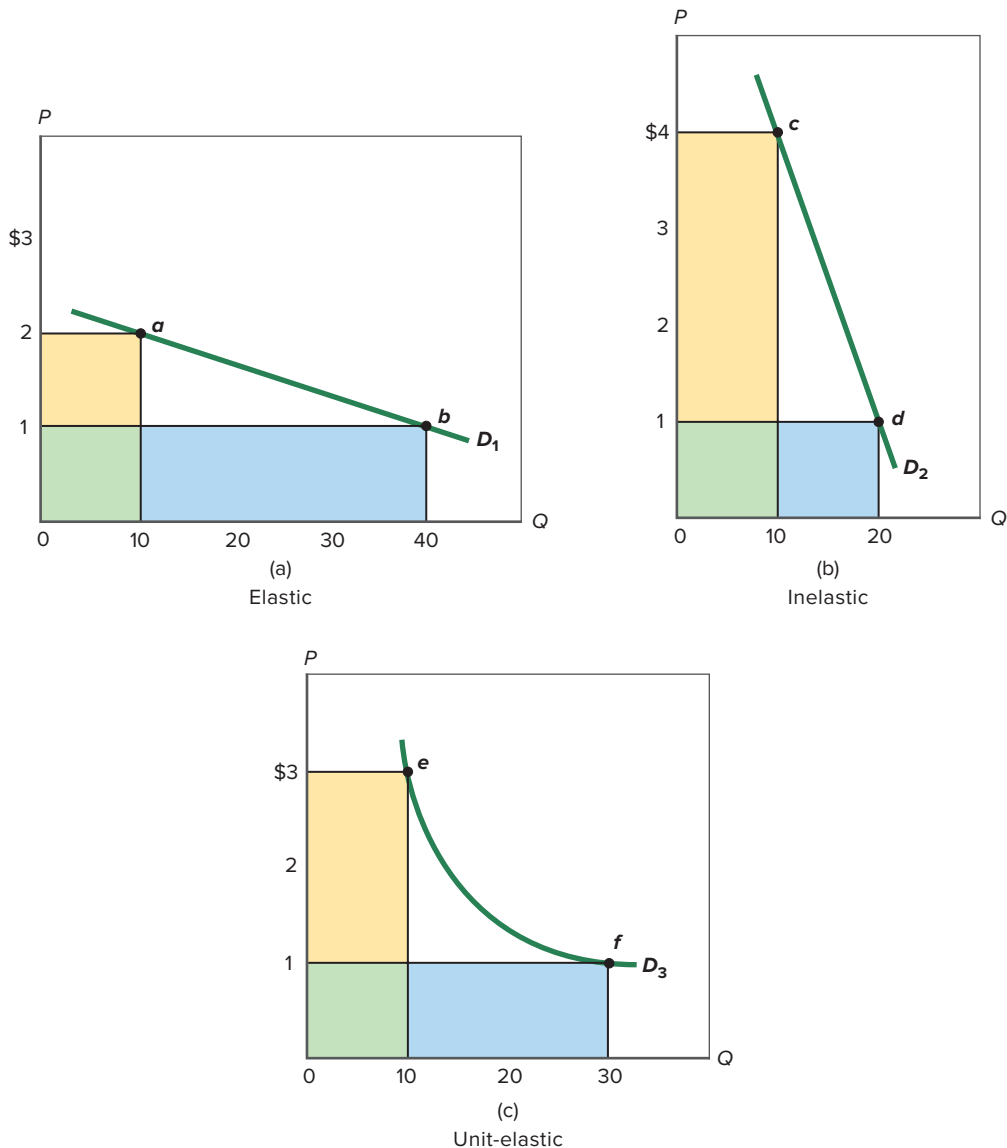 P
$3
2
1
a
b
D1
Q
0 10 20 30 40
(a)
Elastic
P
$4
3
2
1
c
d
D2
Q
0 10 20
(b)
Inelastic
P
$3
2
1
e
f
D3
Q
0 10 20 30
(c)
Unit-elastic